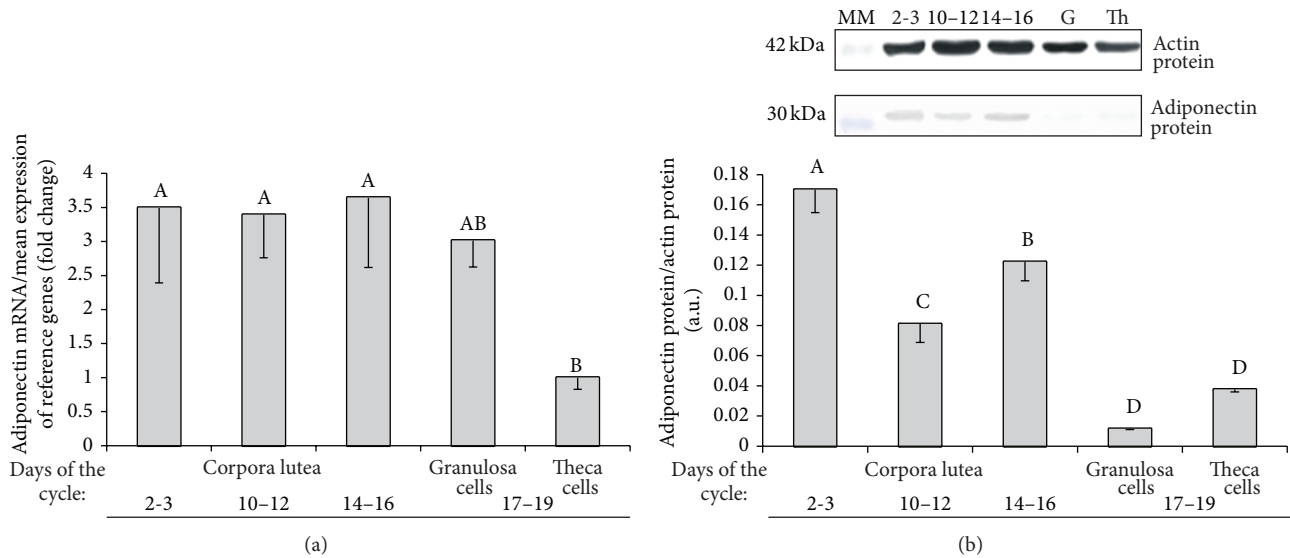 Adiponectin mRNA/mean expression
of reference genes (fold change)
4
3.5
3
2.5
2
1.5
1
0.5
0
A
A
A
AB
B
Days of the
cycle:
Corpora lutea
Granulosa
cells
Theca
cells
2-3
10–12
14–16
17–19
(a)
MM 2-3 10–12 14–16 G Th
42 kDa
Actin
protein
30 kDa
Adiponectin
protein
Adiponectin protein/actin protein
(a.u.)
0.18
0.16
0.14
0.12
0.1
0.08
0.06
0.04
0.02
0
A
C
B
D
D
Days of the
cycle:
Corpora lutea
Granulosa
cells
Theca
cells
2-3
10–12
14–16
17–19
(b)